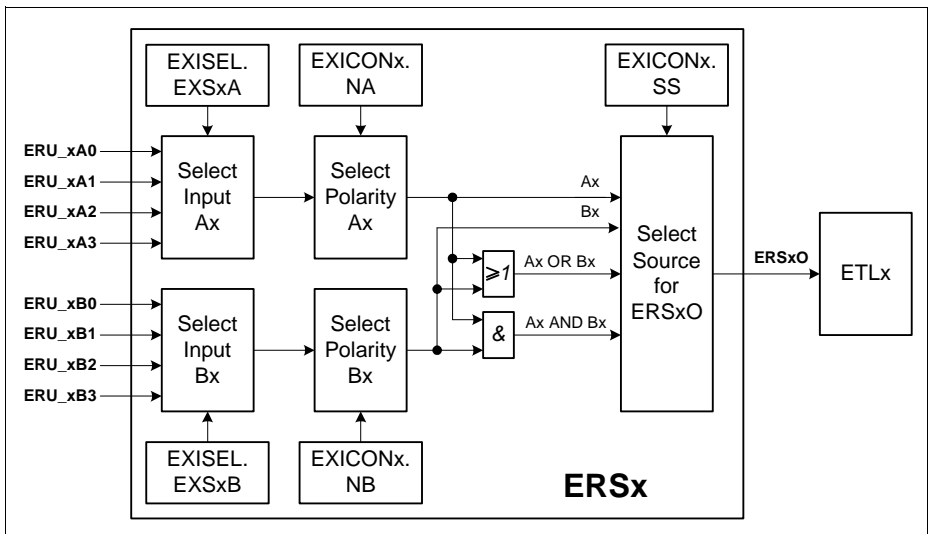 EXISEL.
EXSxA
EXICONx.
NA
EXICONx.
SS
ERU_xA0
ERU_xA1
ERU_xA2
ERU_xA3
Select
Input
Ax
Select
Polarity
Ax
Ax
Bx
≥1
Ax OR Bx
&
Ax AND Bx
Select
Source
for
ERSxO
ERSxO
ETLx
ERU_xB0
ERU_xB1
ERU_xB2
ERU_xB3
Select
Input
Bx
Select
Polarity
Bx
EXISEL.
EXSxB
EXICONx.
NB
ERSx